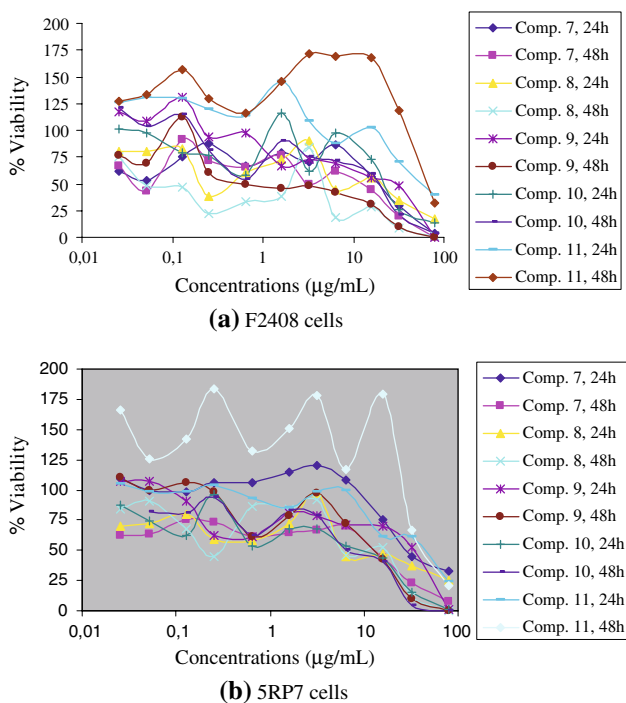 200
175
150
125
100
75
50
25
0
% Viability
0,01 0,1 1 10 100
Concentrations (µg/mL)
Comp. 7, 24h
Comp. 7, 48h
Comp. 8, 24h
Comp. 8, 48h
Comp. 9, 24h
Comp. 9, 48h
Comp. 10, 24h
Comp. 10, 48h
Comp. 11, 24h
Comp. 11, 48h
(a) F2408 cells
200
175
150
125
100
75
50
25
0
% Viability
0,01 0,1 1 10 100
Concentrations (µg/mL)
Comp. 7, 24h
Comp. 7, 48h
Comp. 8, 24h
Comp. 8, 48h
Comp. 9, 24h
Comp. 9, 48h
Comp. 10, 24h
Comp. 10, 48h
Comp. 11, 24h
Comp. 11, 48h
(b) 5RP7 cells